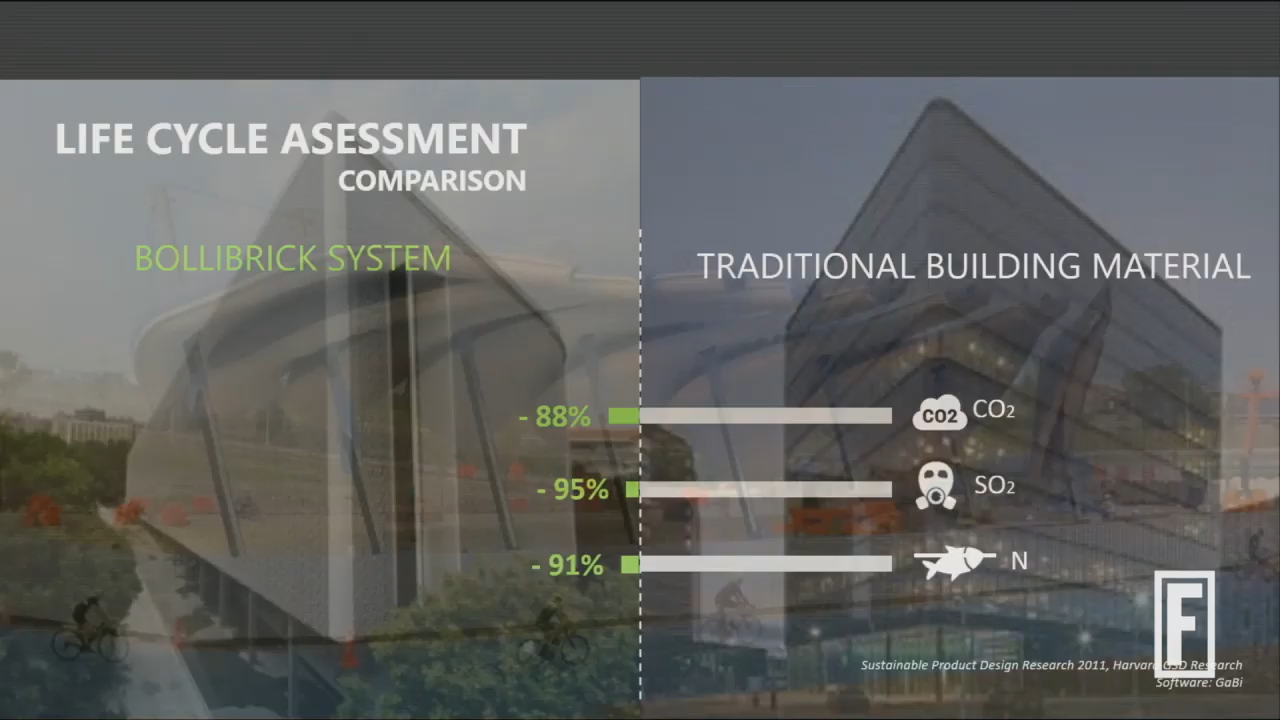 LIFE CYCLE ASESSMENT
COMPARISON
BOLLIBRICK SYSTEM
TRADITIONAL BUILDING MATERIAL
- 88%
CO2
CO₂
- 95%
SO₂
- 91%
N
F
Sustainable Product Design Research 2011, Harvard GSD Research
Software: GaBi